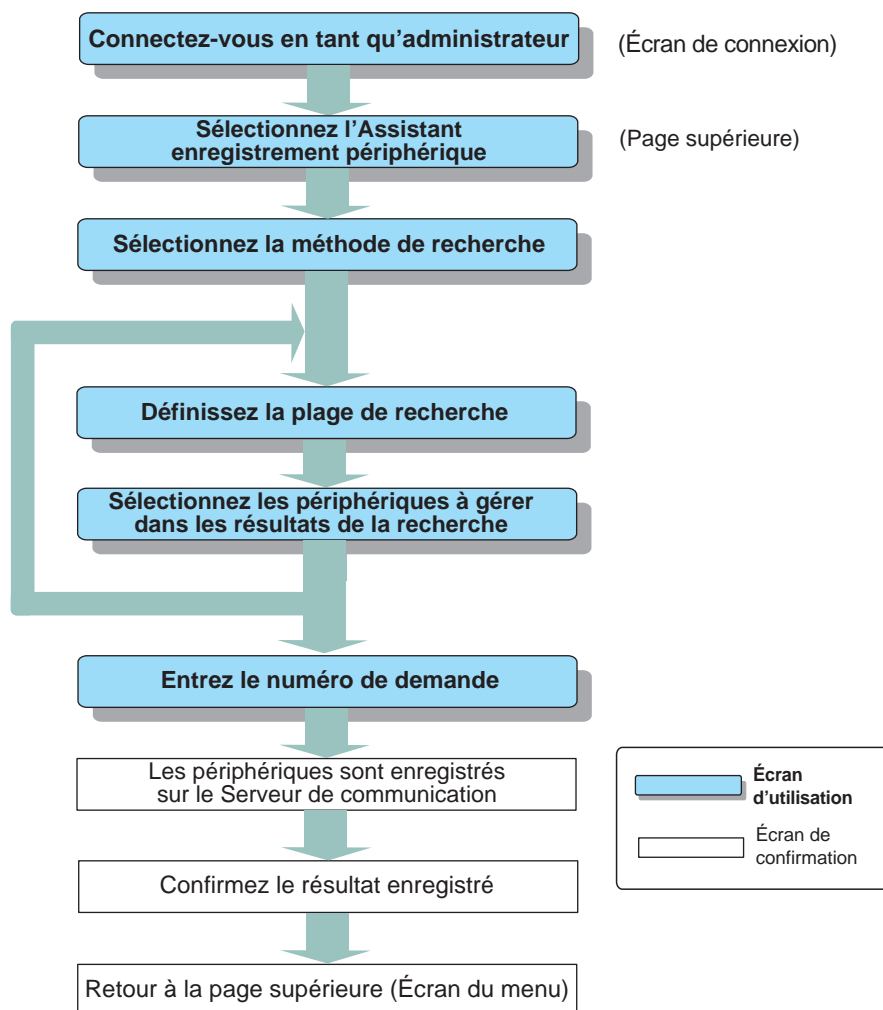 Connectez-vous en tant qu’administrateur
(Écran de connexion)
Sélectionnez l’Assistant
enregistrement périphérique
(Page supérieure)
Sélectionnez la méthode de recherche
Définissez la plage de recherche
Sélectionnez les périphériques à gérer
dans les résultats de la recherche
Entrez le numéro de demande
Les périphériques sont enregistrés
sur le Serveur de communication
Confirmez le résultat enregistré
Retour à la page supérieure (Écran du menu)
Écran
d’utilisation
Écran de
confirmation